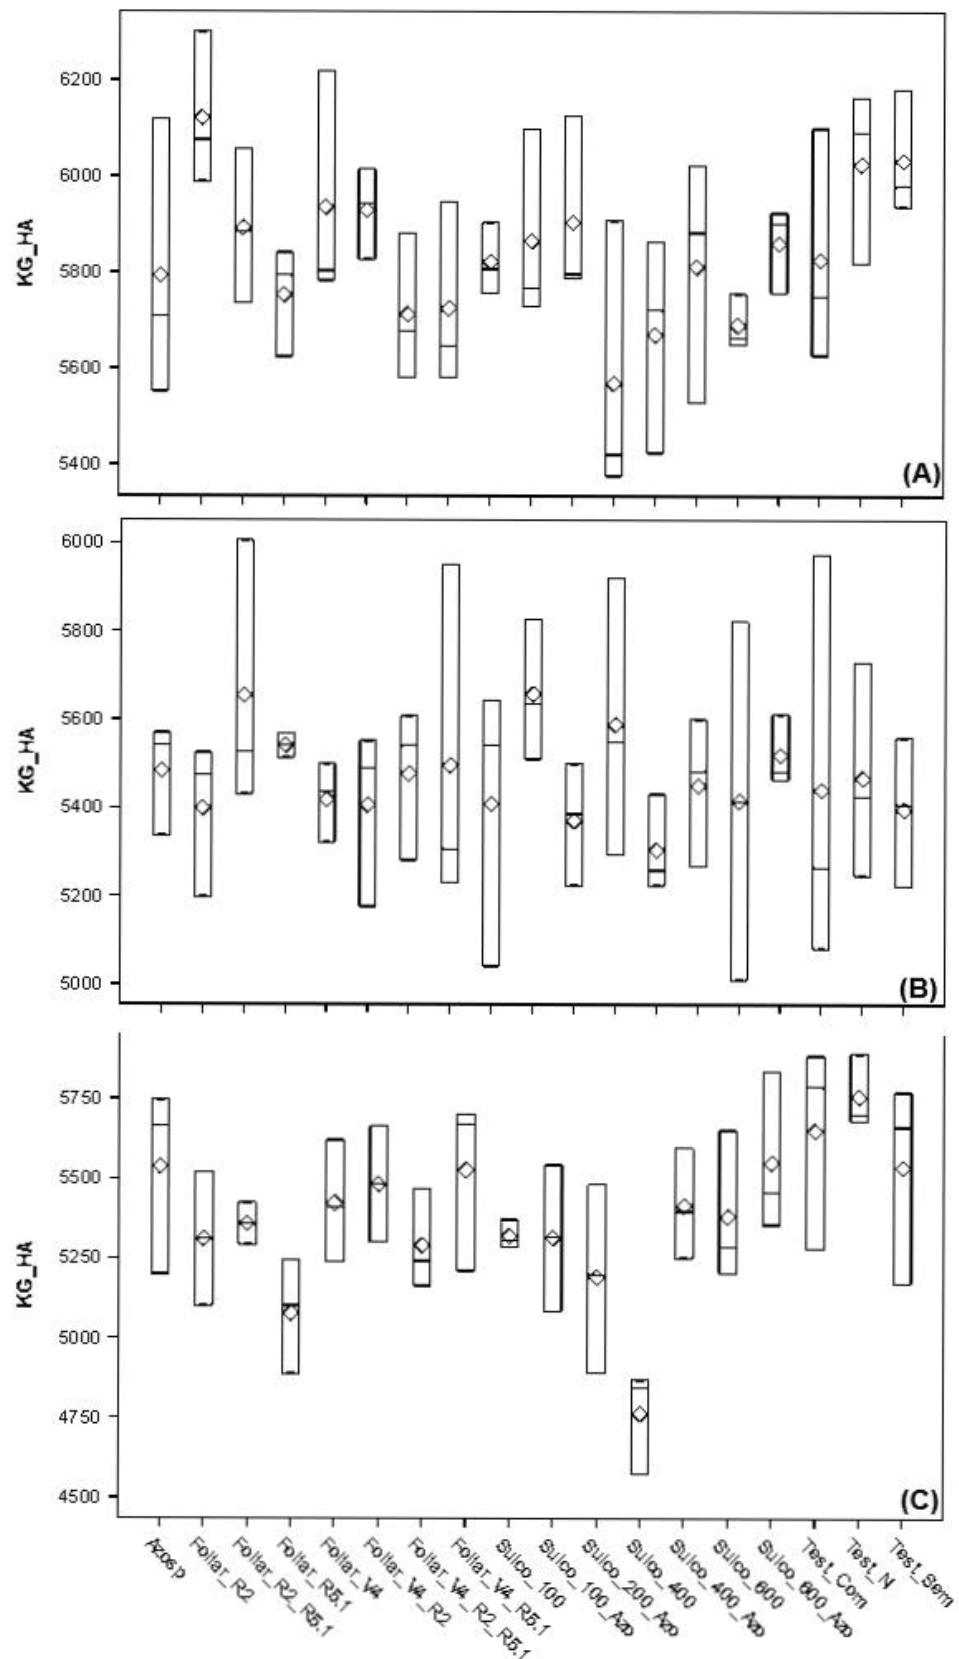 6200
6000
5800
5600
5400
KG_HA
(A)
6000
5800
5600
5400
5200
5000
KG_HA
(B)
5750
5500
5250
5000
4750
4500
KG_HA
(C)
Azosp
Foliar_R2
Foliar_R2_R5.1
Foliar_R5.1
Foliar_V4
Foliar_V4_R2
Foliar_V4_R2_R5.1
Foliar_V4_R5.1
Sulco_100
Sulco_100_Azo
Sulco_200_Azo
Sulco_400
Sulco_400_Azo
Sulco_600
Sulco_600_Azo
Test_Com
Test_N
Test_Sem